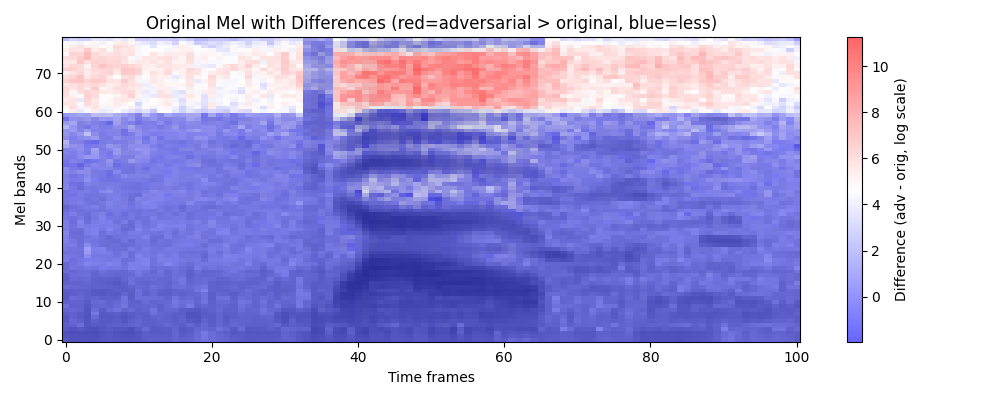 Original Mel with Differences (red=adversarial > original, blue=less)
70
60
50
40
30
20
10
0
Mel bands
0 20 40 60 80 100
Time frames
10
8
6
4
2
0
Difference (adv - orig, log scale)